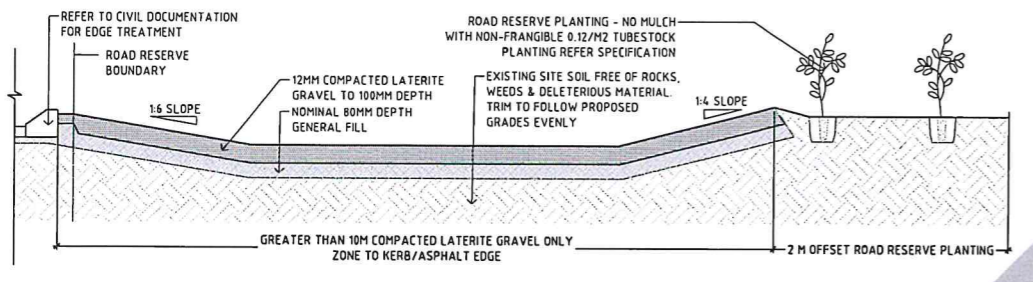 REFER TO CIVIL DOCUMENTATION
FOR EDGE TREATMENT
ROAD RESERVE
BOUNDARY
1:6 SLOPE
12MM COMPACTED LATERITE
GRAVEL TO 100MM DEPTH
NOMINAL 80MM DEPTH
GENERAL FILL
ROAD RESERVE PLANTING - NO MULCH
WITH NON-FRANGIBLE 0.12/M2 TUBESTOCK
PLANTING REFER SPECIFICATION
EXISTING SITE SOIL FREE OF ROCKS,
WEEDS & DELETERIOUS MATERIAL.
TRIM TO FOLLOW PROPOSED
GRADES EVENLY
1:4 SLOPE
GREATER THAN 10M COMPACTED LATERITE GRAVEL ONLY
ZONE TO KERB/ASPHALT EDGE
2 M OFFSET ROAD RESERVE PLANTING